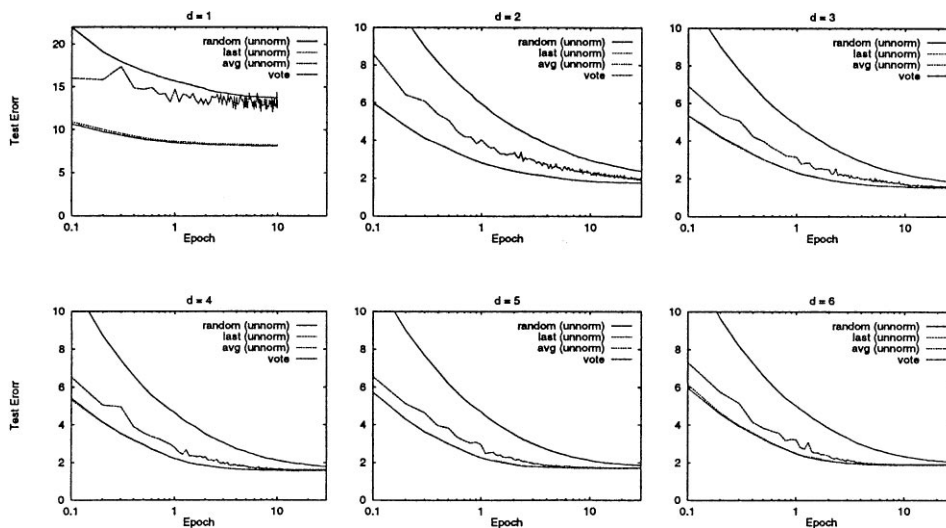 d = 1
20
15
10
5
0
Test Erorr
random (unnorm)
last (unnorm)
avg (unnorm)
vote
0.1 1 10
Epoch
d = 2
10
8
6
4
2
0
random (unnorm)
last (unnorm)
avg (unnorm)
vote
0.1 1 10
Epoch
d = 3
10
8
6
4
2
0
random (unnorm)
last (unnorm)
avg (unnorm)
vote
0.1 1 10
Epoch
d = 4
10
8
6
4
2
0
Test Erorr
random (unnorm)
last (unnorm)
avg (unnorm)
vote
0.1 1 10
Epoch
d = 5
10
8
6
4
2
0
random (unnorm)
last (unnorm)
avg (unnorm)
vote
0.1 1 10
Epoch
d = 6
10
8
6
4
2
0
random (unnorm)
last (unnorm)
avg (unnorm)
vote
0.1 1 10
Epoch